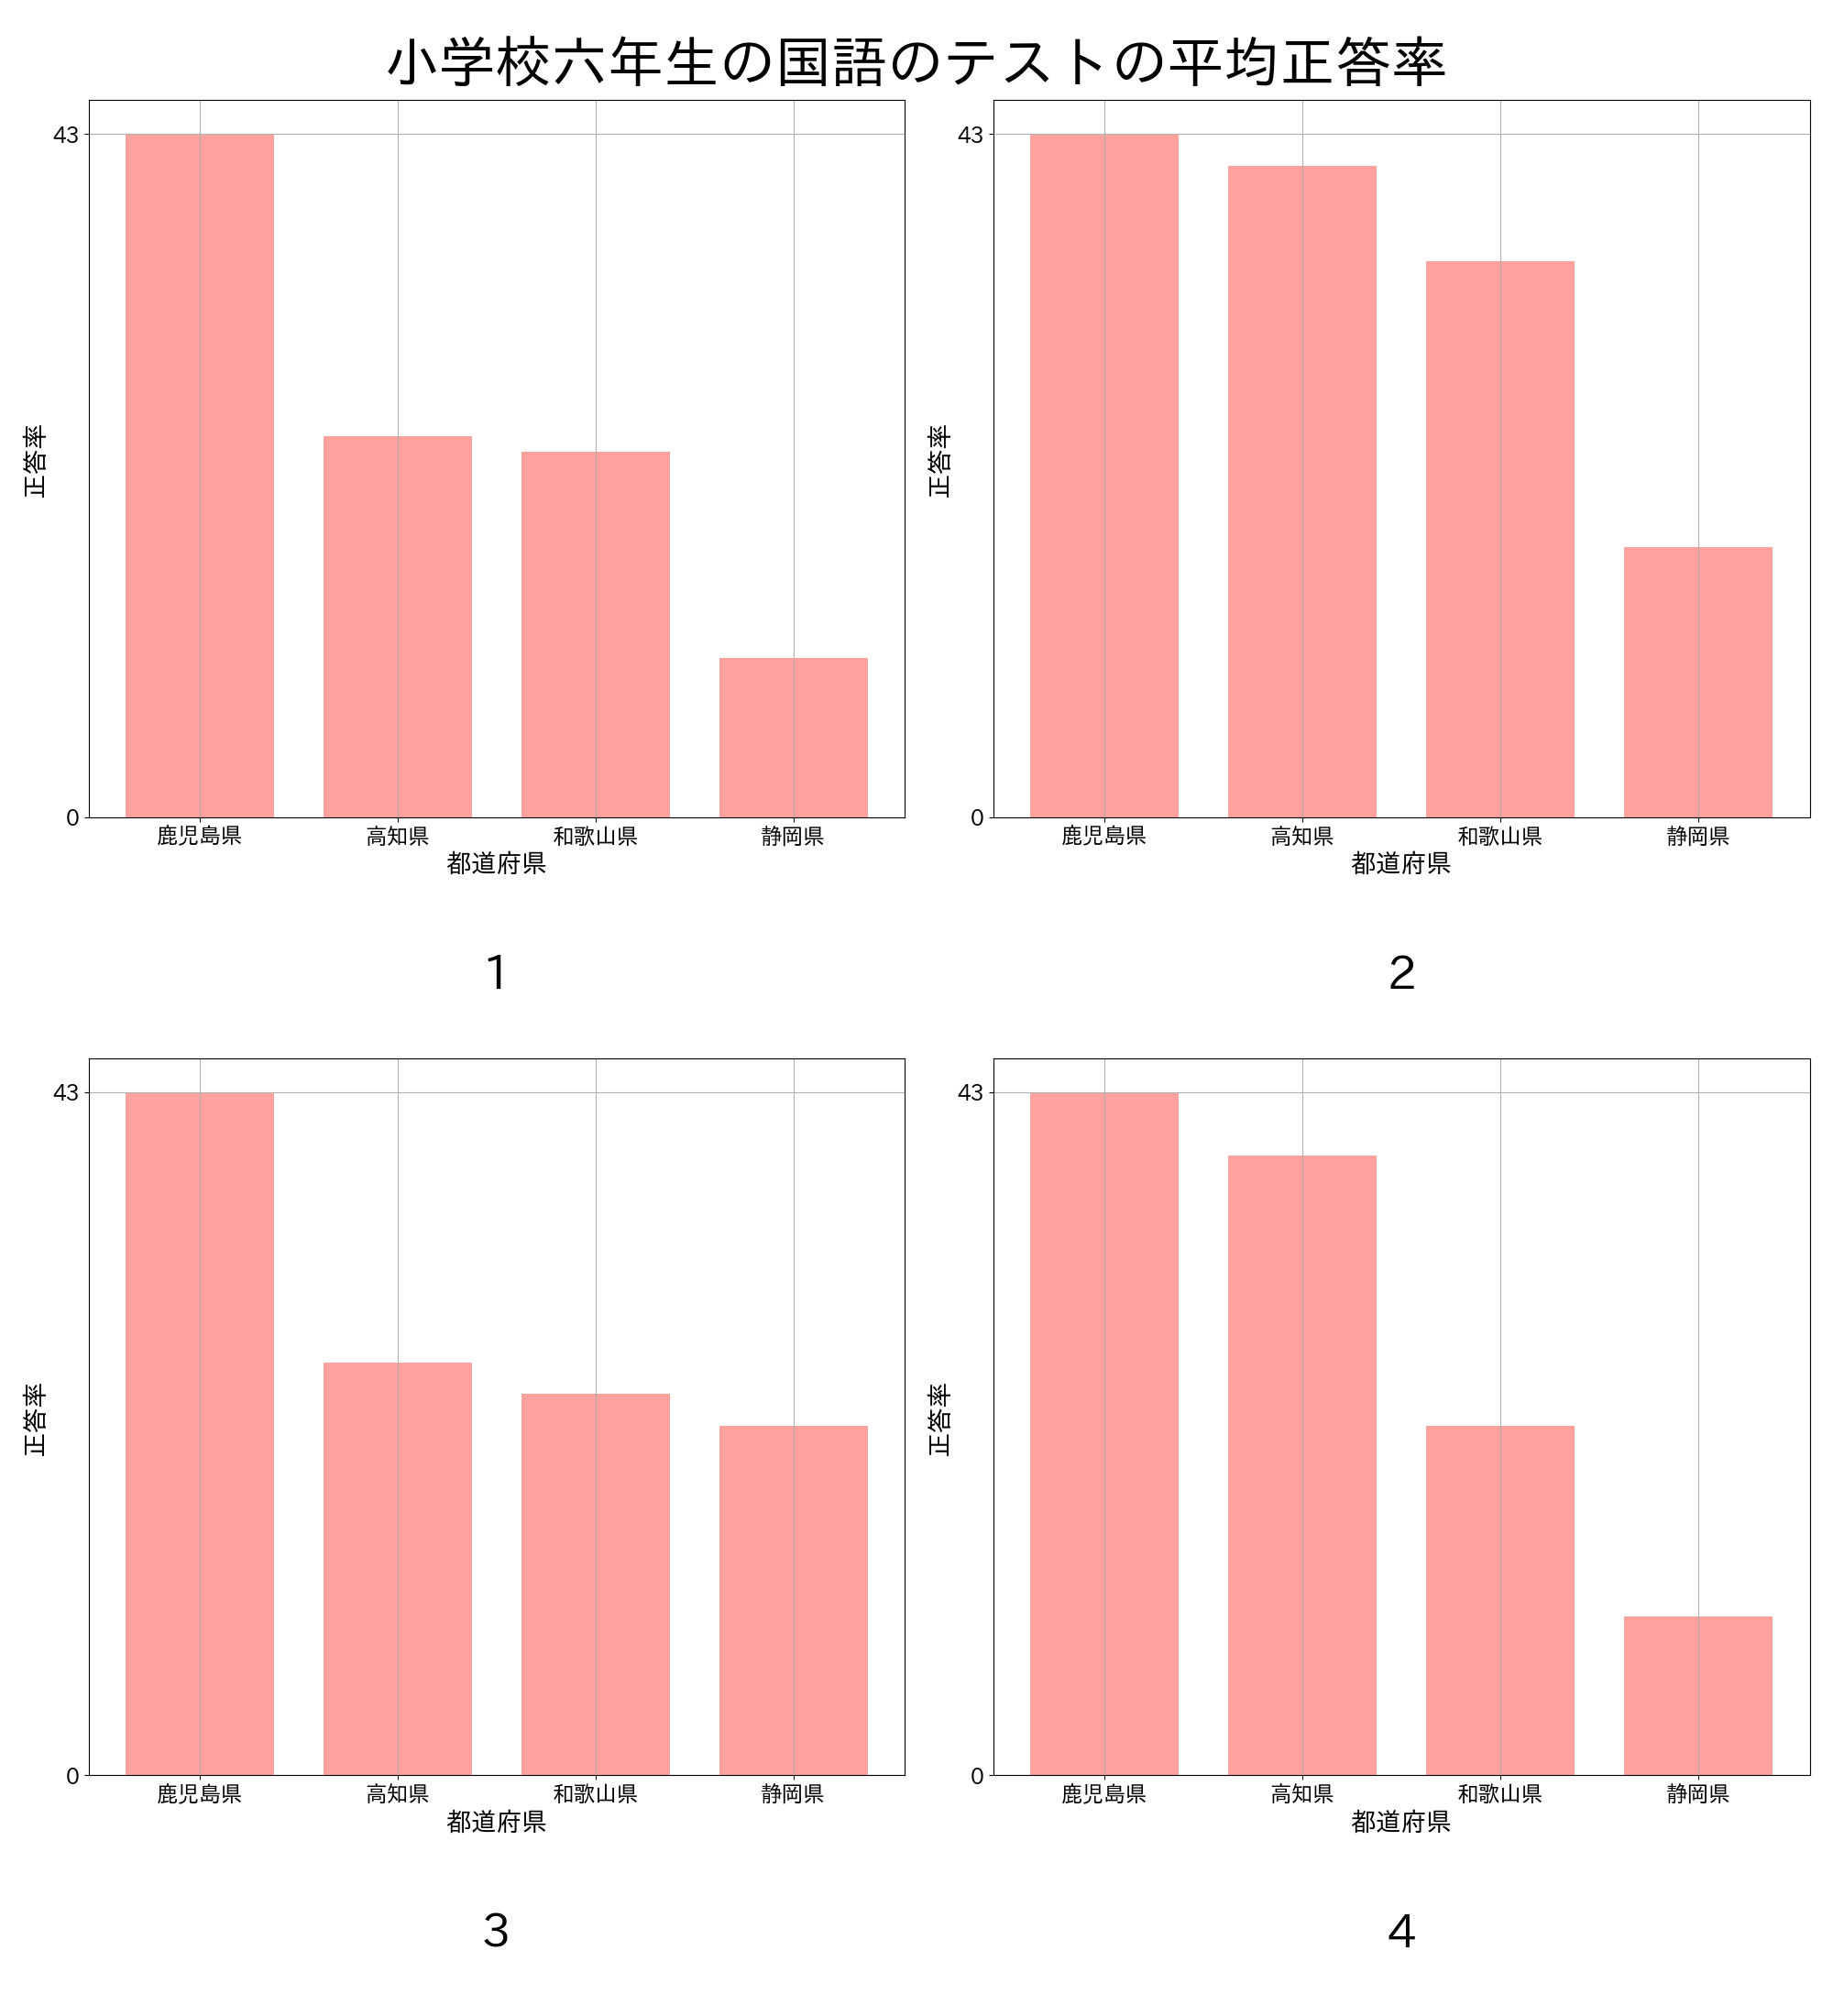 小学校六年生の国語のテストの平均正答率
43
正答率
0
鹿児島県 高知県 和歌山県 静岡県
都道府県
1
43
正答率
0
鹿児島県 高知県 和歌山県 静岡県
都道府県
2
43
正答率
0
鹿児島県 高知県 和歌山県 静岡県
都道府県
3
43
正答率
0
鹿児島県 高知県 和歌山県 静岡県
都道府県
4